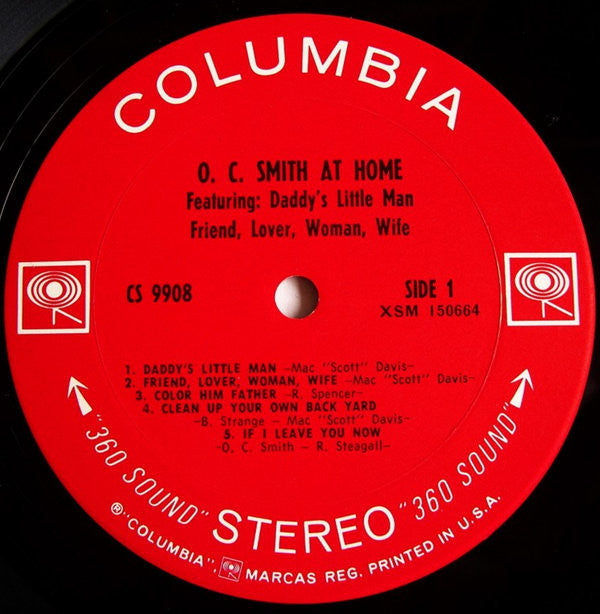 COLUMBIA
O. C. SMITH AT HOME
Featuring: Daddy's Little Man
Friend, Lover, Woman, Wife
CS 9908
SIDE 1
XSM 150664
1. DADDY'S LITTLE MAN –Mac "Scott" Davis–
2. FRIEND, LOVER, WOMAN, WIFE –Mac "Scott" Davis–
3. COLOR HIM FATHER –R. Spencer–
4. CLEAN UP YOUR OWN BACK YARD
–B. Strange – Mac "Scott" Davis–
5. IF I LEAVE YOU NOW
–O. C. Smith – R. Steagall–
"360 SOUND" STEREO "360 SOUND"
® "COLUMBIA", MARCAS REG. PRINTED IN U.S.A.